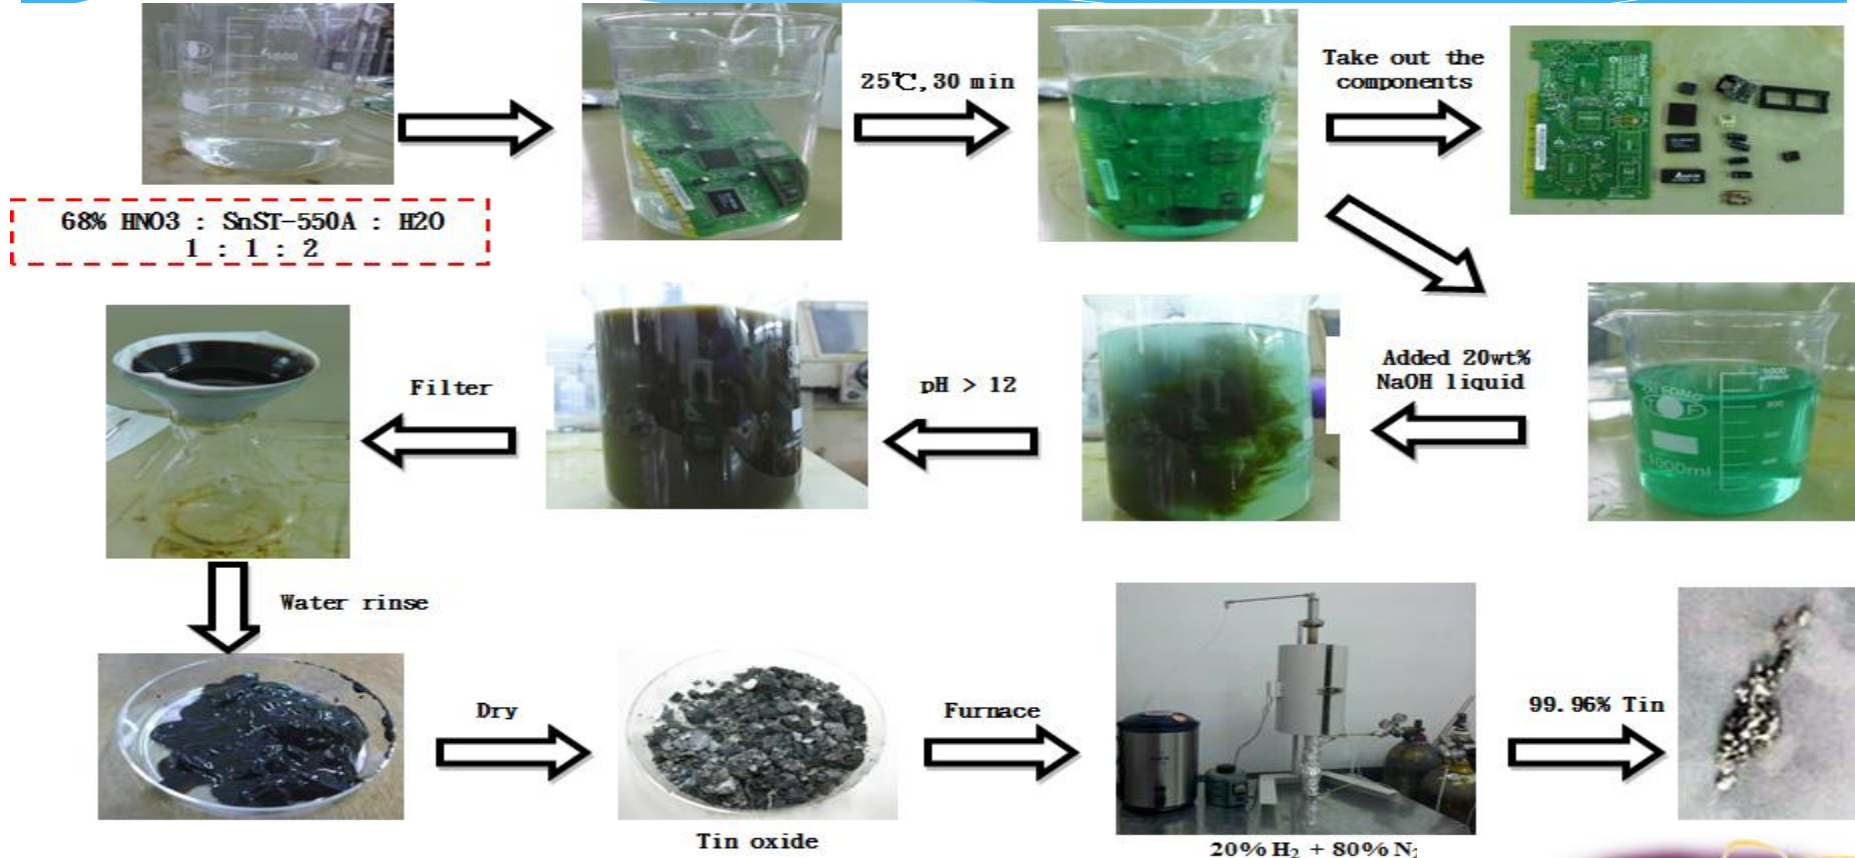 25℃, 30 min
Take out the
components
68% HNO3 : SnST-550A : H2O
1 : 1 : 2
Added 20wt%
NaOH liquid
pH > 12
Filter
1000ml
Water rinse
Dry
Furnace
99.96% Tin
Tin oxide
20% H₂ + 80% N₂